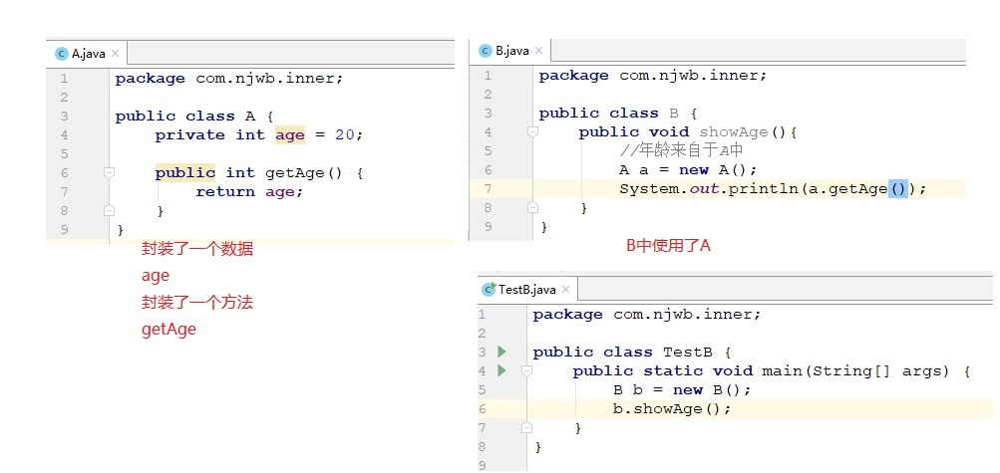 A.java
1 package com.njwb.inner;
2
3 public class A {
4 private int age = 20;
5
6 public int getAge() {
7 return age;
8 }
9 }
封装了一个数据
age
封装了一个方法
getAge
B.java
1 package com.njwb.inner;
2
3 public class B {
4 public void showAge(){
5 //年龄来自于A中
6 A a = new A();
7 System.out.println(a.getAge());
8 }
9 }
B中使用了A
TestB.java
1 package com.njwb.inner;
2
3 public class TestB {
4 public static void main(String[] args) {
5 B b = new B();
6 b.showAge();
7 }
8 }
9